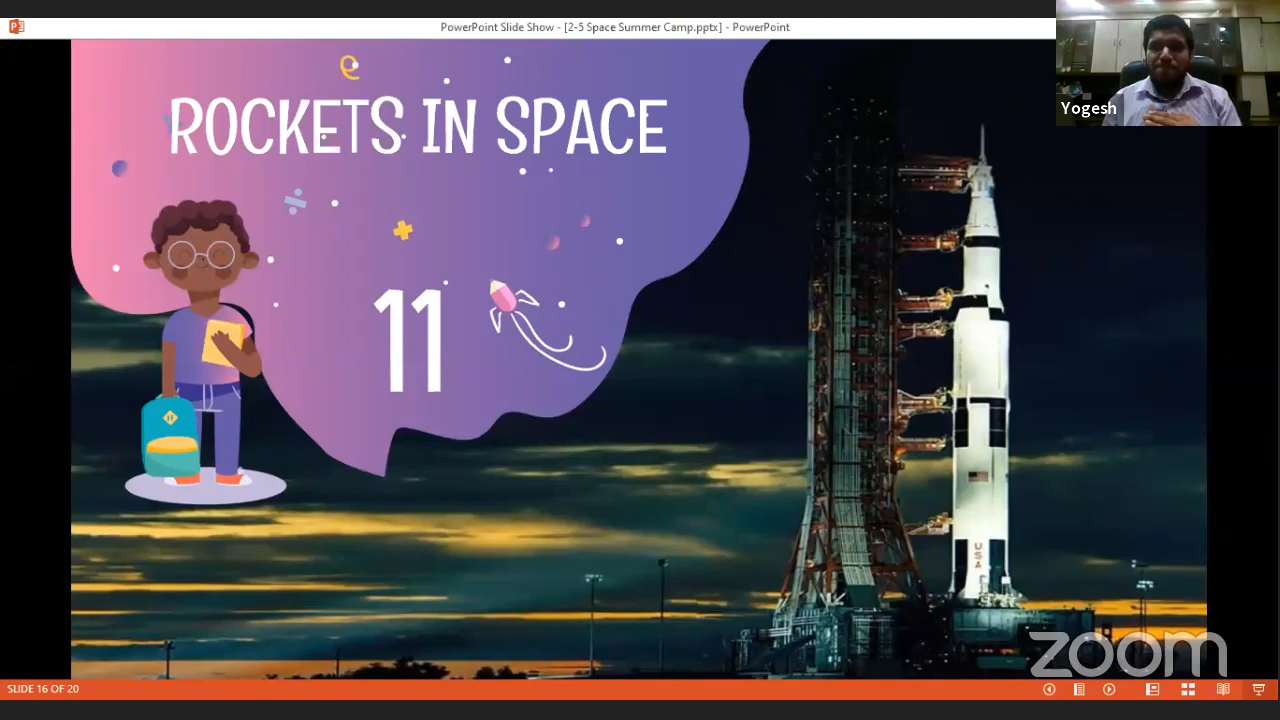 PowerPoint Slide Show - [2-5 Space Summer Camp.pptx] - PowerPoint
Yogesh
ROCKETS IN SPACE
11
USA
zoom
SLIDE 16 OF 20